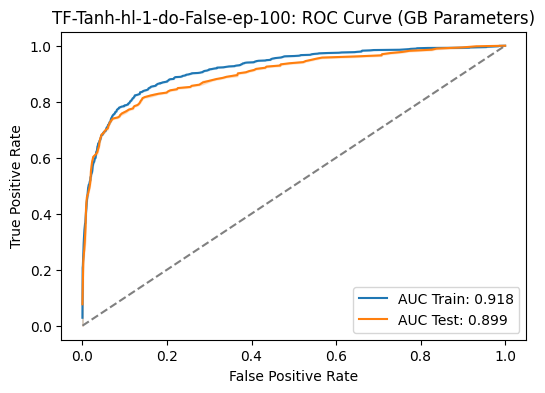 TF-Tanh-hl-1-do-False-ep-100: ROC Curve (GB Parameters)
True Positive Rate
1.0
0.8
0.6
0.4
0.2
0.0
AUC Train: 0.918
AUC Test: 0.899
0.0 0.2 0.4 0.6 0.8 1.0
False Positive Rate